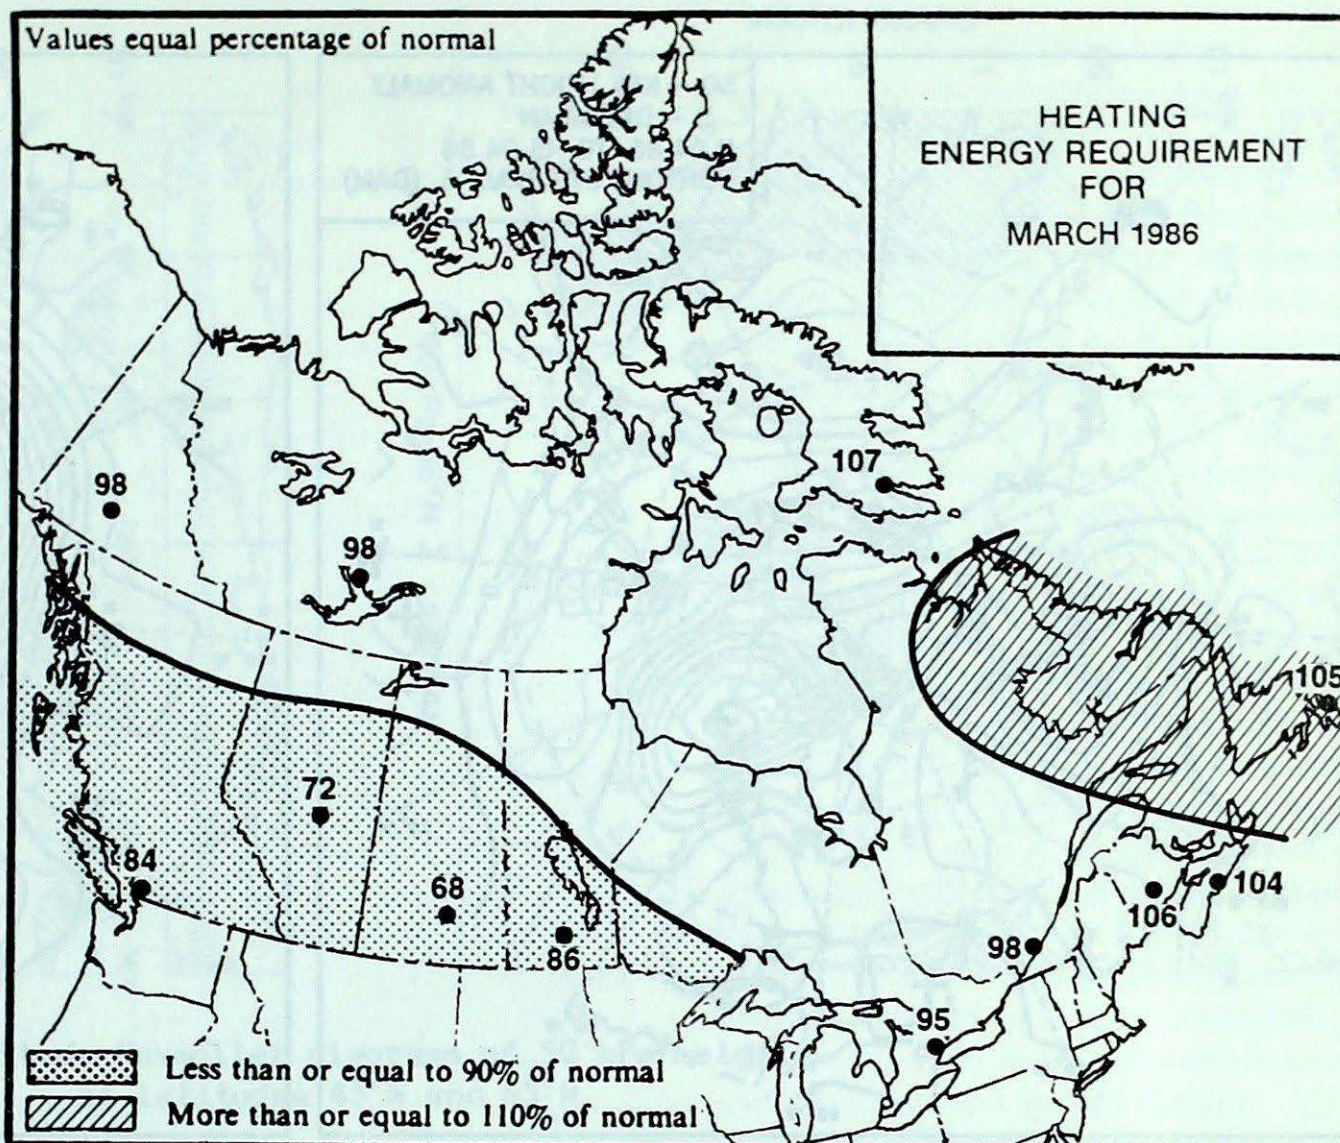 Values equal percentage of normal
HEATING
ENERGY REQUIREMENT
FOR
MARCH 1986
107
98
98
105
72
84
68
104
106
86
98
95
Less than or equal to 90% of normal
More than or equal to 110% of normal